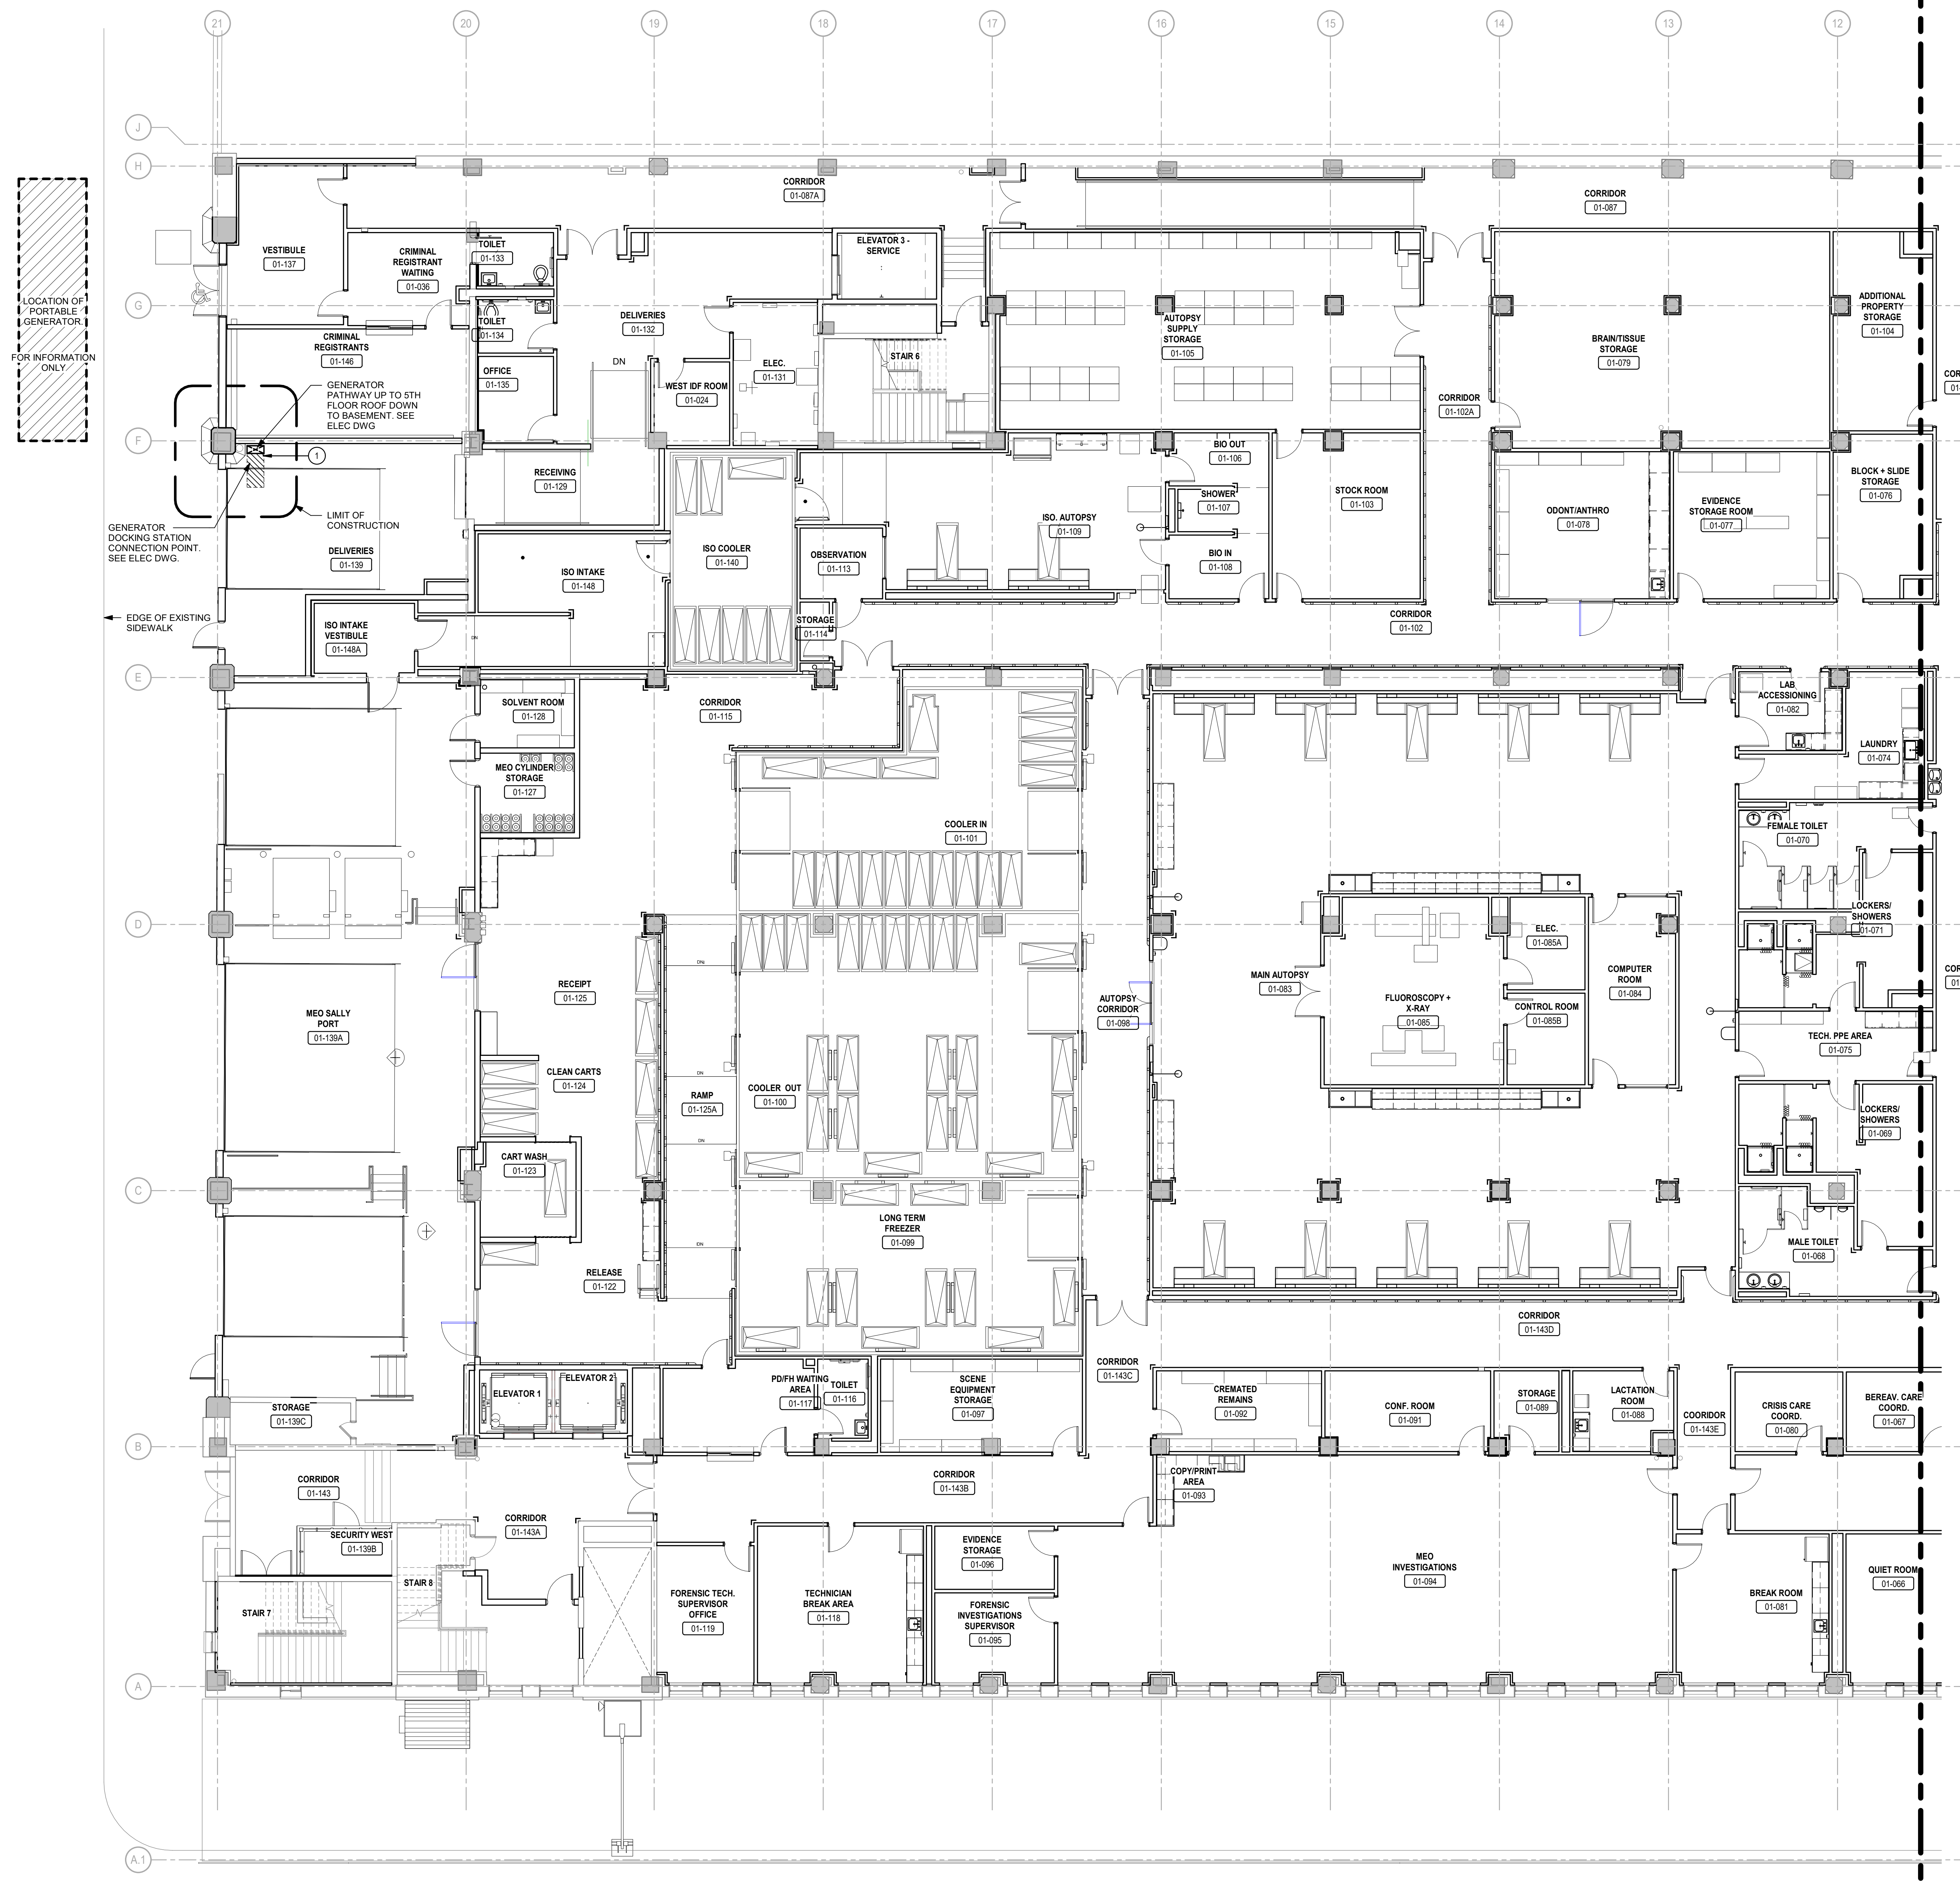 21
20
19
18
17
16
15
14
13
12
J
H
G
F
E
D
C
B
A
A.1
LOCATION OF
PORTABLE
GENERATOR.
FOR INFORMATION
ONLY
CORRIDOR
01-087A
CORRIDOR
01-087
VESTIBULE
01-137
CRIMINAL
REGISTRANT
WAITING
01-036
TOILET
01-133
TOILET
01-134
CRIMINAL
REGISTRANTS
01-146
OFFICE
01-135
DELIVERIES
01-132
DN
WEST IDF ROOM
01-024
ELEC.
01-131
ELEVATOR 3 -
SERVICE
STAIR 6
AUTOPSY
SUPPLY
STORAGE
01-105
CORRIDOR
01-102A
BRAIN/TISSUE
STORAGE
01-079
ADDITIONAL
PROPERTY
STORAGE
01-104
COR
GENERATOR
PATHWAY UP TO 5TH
FLOOR ROOF DOWN
TO BASEMENT. SEE
ELEC DWG
1
LIMIT OF
CONSTRUCTION
GENERATOR
DOCKING STATION
CONNECTION POINT.
SEE ELEC DWG.
DELIVERIES
01-139
RECEIVING
01-129
ISO COOLER
01-140
ISO INTAKE
01-148
ISO INTAKE
VESTIBULE
01-148A
DN
EDGE OF EXISTING
SIDEWALK
OBSERVATION
01-113
STORAGE
01-114
ISO. AUTOPSY
01-109
BIO OUT
01-106
SHOWER
01-107
BIO IN
01-108
STOCK ROOM
01-103
ODONT/ANTHRO
01-078
EVIDENCE
STORAGE ROOM
01-077
BLOCK + SLIDE
STORAGE
01-076
CORRIDOR
01-102
SOLVENT ROOM
01-128
MEO CYLINDER
STORAGE
01-127
CORRIDOR
01-115
COOLER IN
01-101
LAB
ACCESSIONING
01-082
LAUNDRY
01-074
FEMALE TOILET
01-070
LOCKERS/
SHOWERS
01-071
COR
MEO SALLY
PORT
01-139A
RECEIPT
01-125
CLEAN CARTS
01-124
CART WASH
01-123
RELEASE
01-122
DN
DN
RAMP
01-125A
DN
DN
COOLER OUT
01-100
AUTOPSY
CORRIDOR
01-098
LONG TERM
FREEZER
01-099
MAIN AUTOPSY
01-083
FLUOROSCOPY +
X-RAY
01-085
ELEC.
01-085A
CONTROL ROOM
01-085B
COMPUTER
ROOM
01-084
TECH. PPE AREA
01-075
LOCKERS/
SHOWERS
01-069
MALE TOILET
01-068
CORRIDOR
01-143D
ELEVATOR 1
ELEVATOR 2
STORAGE
01-139C
PD/FH WAITING
AREA
01-117
TOILET
01-116
SCENE
EQUIPMENT
STORAGE
01-097
CORRIDOR
01-143C
CREMATED
REMAINS
01-092
CONF. ROOM
01-091
STORAGE
01-089
LACTATION
ROOM
01-088
COORIDOR
01-143E
CRISIS CARE
COORD.
01-080
BEREAV. CARE
COORD.
01-067
CORRIDOR
01-143
SECURITY WEST
01-139B
CORRIDOR
01-143A
CORRIDOR
01-143B
COPY/PRINT
AREA
01-093
STAIR 7
STAIR 8
FORENSIC TECH.
SUPERVISOR
OFFICE
01-119
TECHNICIAN
BREAK AREA
01-118
EVIDENCE
STORAGE
01-096
FORENSIC
INVESTIGATIONS
SUPERVISOR
01-095
MEO
INVESTIGATIONS
01-094
BREAK ROOM
01-081
QUIET ROOM
01-066